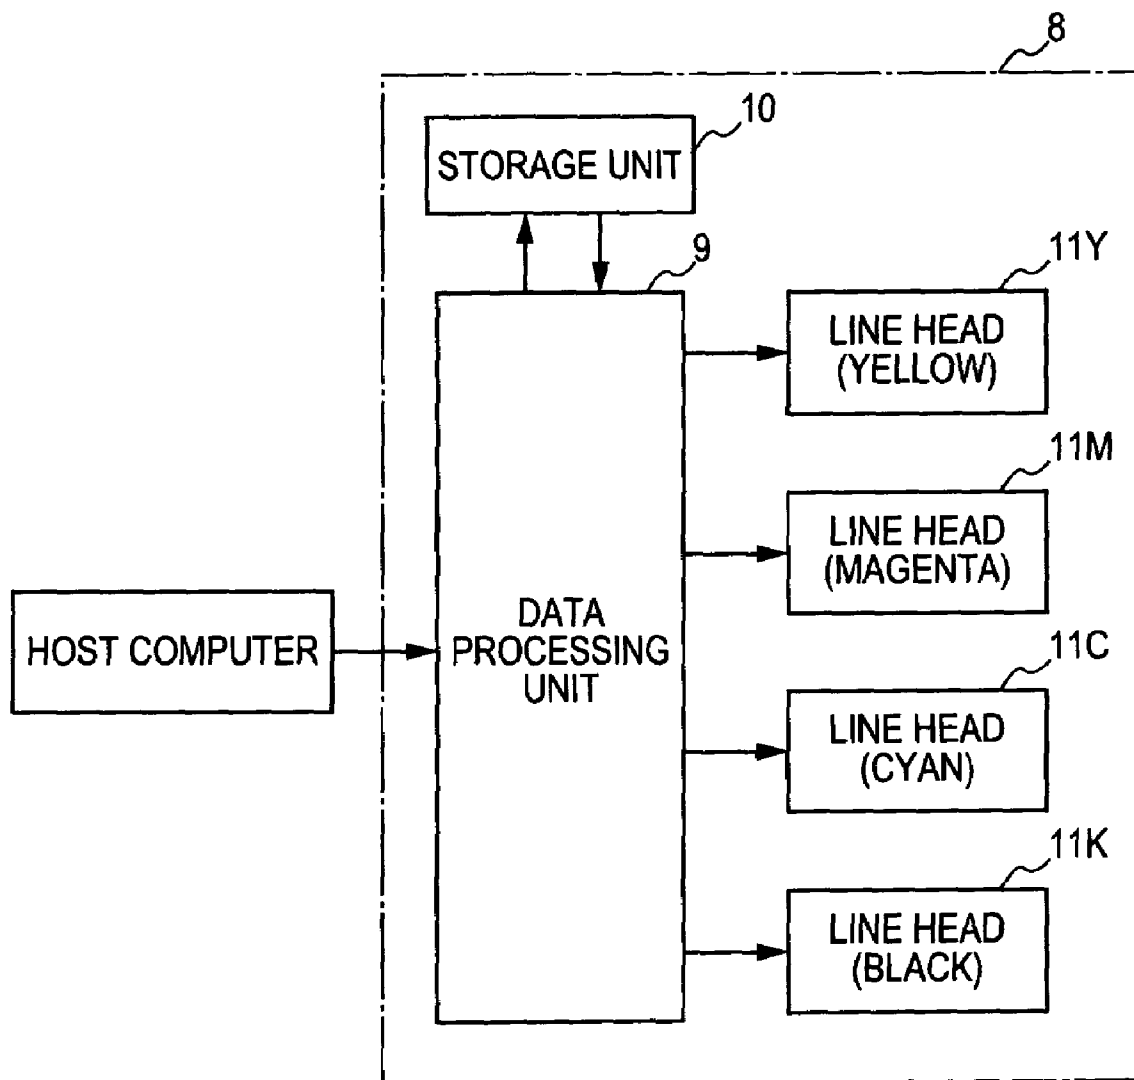 8
10
STORAGE UNIT
9
11Y
LINE HEAD
(YELLOW)
11M
LINE HEAD
(MAGENTA)
HOST COMPUTER
DATA
PROCESSING
UNIT
11C
LINE HEAD
(CYAN)
11K
LINE HEAD
(BLACK)